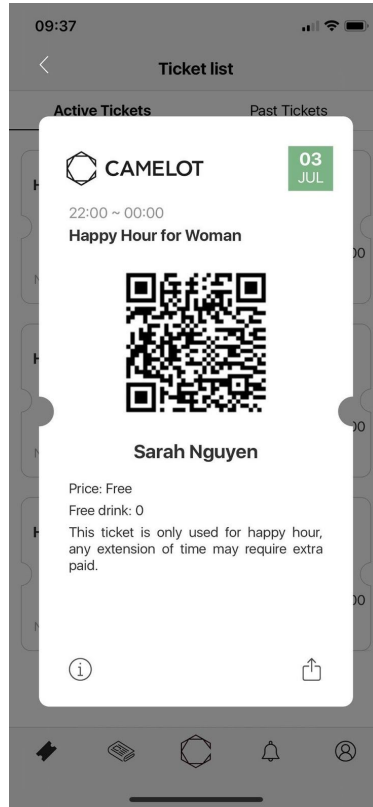 09:37
Ticket list
Active Tickets
Past Tickets
CAMELOT
03
JUL
22:00 ~ 00:00
Happy Hour for Woman
Sarah Nguyen
Price: Free
Free drink: 0
This ticket is only used for happy hour,
any extension of time may require extra
paid.